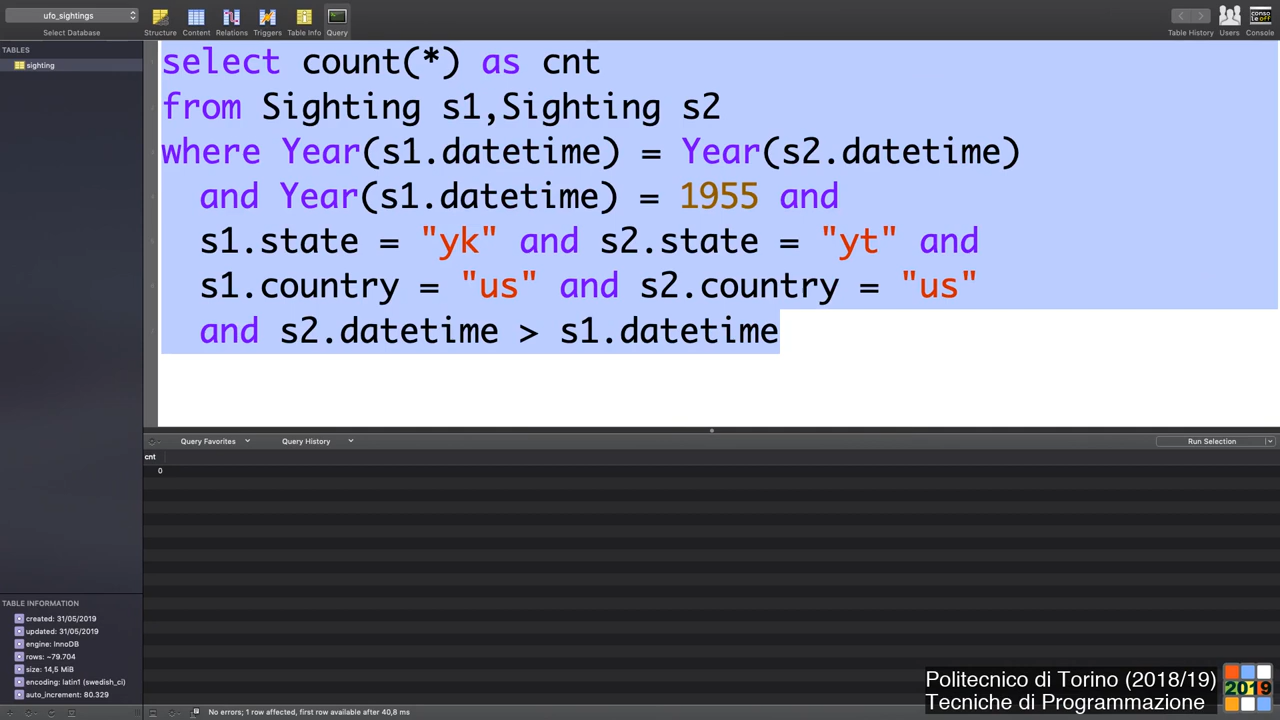 ufo_sightings
Select Database
Structure
Content
Relations
Triggers
Table Info
Query
Table History
Users
conso
le off
Console
TABLES
sighting
select count(*) as cnt
from Sighting s1,Sighting s2
where Year(s1.datetime) = Year(s2.datetime)
and Year(s1.datetime) = 1955 and
s1.state = "yk" and s2.state = "yt" and
s1.country = "us" and s2.country = "us"
and s2.datetime > s1.datetime
Query Favorites
Query History
Run Selection
cnt
0
TABLE INFORMATION
created: 31/05/2019
updated: 31/05/2019
engine: InnoDB
rows: ~79.704
size: 14,5 MiB
encoding: latin1 (swedish_ci)
auto_increment: 80.329
No errors; 1 row affected, first row available after 40,8 ms
Politecnico di Torino (2018/19)
Tecniche di Programmazione
2019